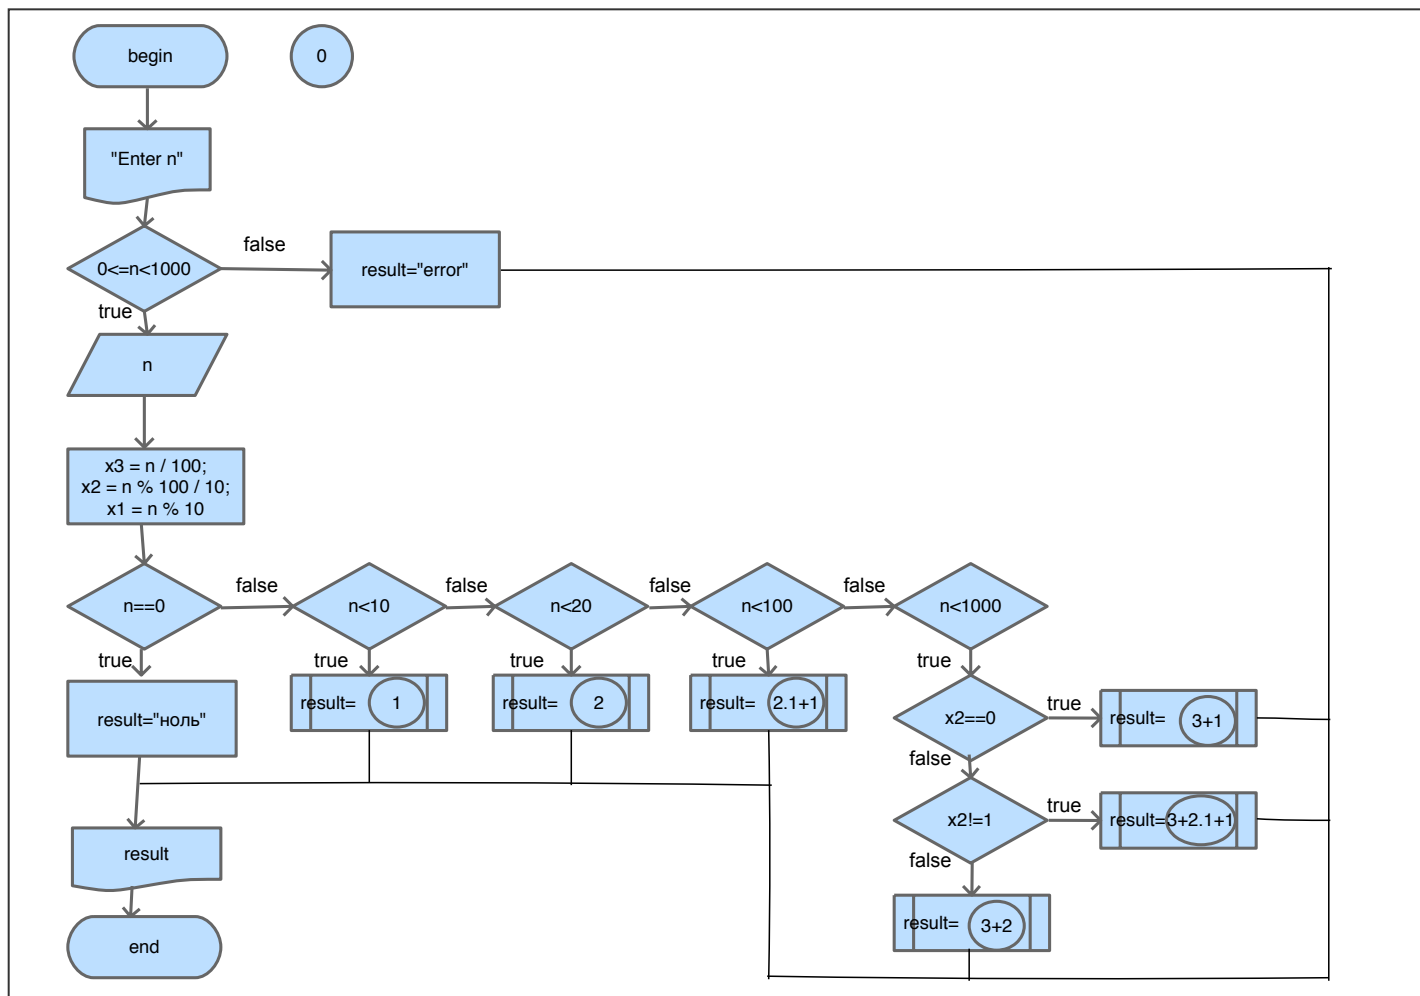 begin
0
"Enter n"
0<=n<1000
false
result="error"
true
n
x3 = n / 100;
x2 = n % 100 / 10;
x1 = n % 10
n==0
false
n<10
false
n<20
false
n<100
false
n<1000
true
true
true
true
true
result="ноль"
result=
1
result=
2
result=
2.1+1
x2==0
true
result=
3+1
false
x2!=1
true
result=
3+2.1+1
false
result=
3+2
result
end